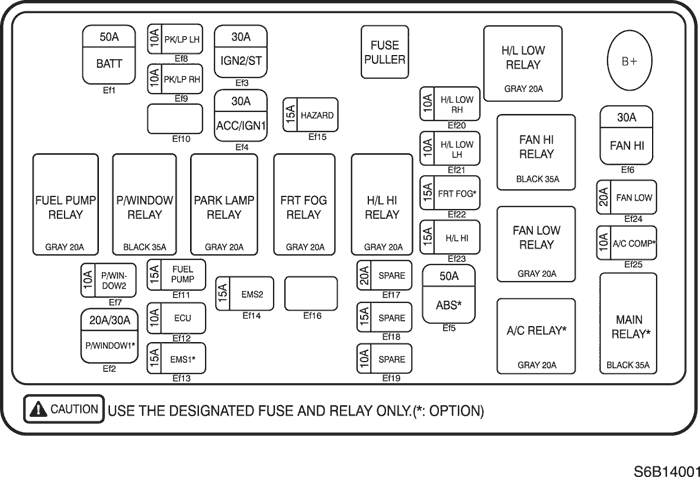 50A
BATT
Ef1
10A
PK/LP LH
Ef8
10A
PK/LP RH
Ef9
Ef10
30A
IGN2/ST
Ef3
30A
ACC/IGN1
Ef4
15A
HAZARD
Ef15
FUSE
PULLER
10A
H/L LOW
RH
Ef20
10A
H/L LOW
LH
Ef21
15A
FRT FOG*
Ef22
15A
H/L HI
Ef23
H/L LOW
RELAY
GRAY 20A
B+
FAN HI
RELAY
BLACK 35A
30A
FAN HI
Ef6
20A
FAN LOW
Ef24
10A
A/C COMP*
Ef25
FUEL PUMP
RELAY
GRAY 20A
P/WINDOW
RELAY
BLACK 35A
PARK LAMP
RELAY
GRAY 20A
FRT FOG
RELAY
GRAY 20A
H/L HI
RELAY
GRAY 20A
FAN LOW
RELAY
GRAY 20A
10A
P/WIN-
DOW2
Ef7
15A
FUEL
PUMP
Ef11
15A
EMS2
Ef14
Ef16
20A
SPARE
Ef17
50A
ABS*
Ef5
20A/30A
P/WINDOW1*
Ef2
10A
ECU
Ef12
15A
EMS1*
Ef13
15A
SPARE
Ef18
10A
SPARE
Ef19
A/C RELAY*
GRAY 20A
MAIN
RELAY*
BLACK 35A
CAUTION USE THE DESIGNATED FUSE AND RELAY ONLY.(*: OPTION)
S6B14001